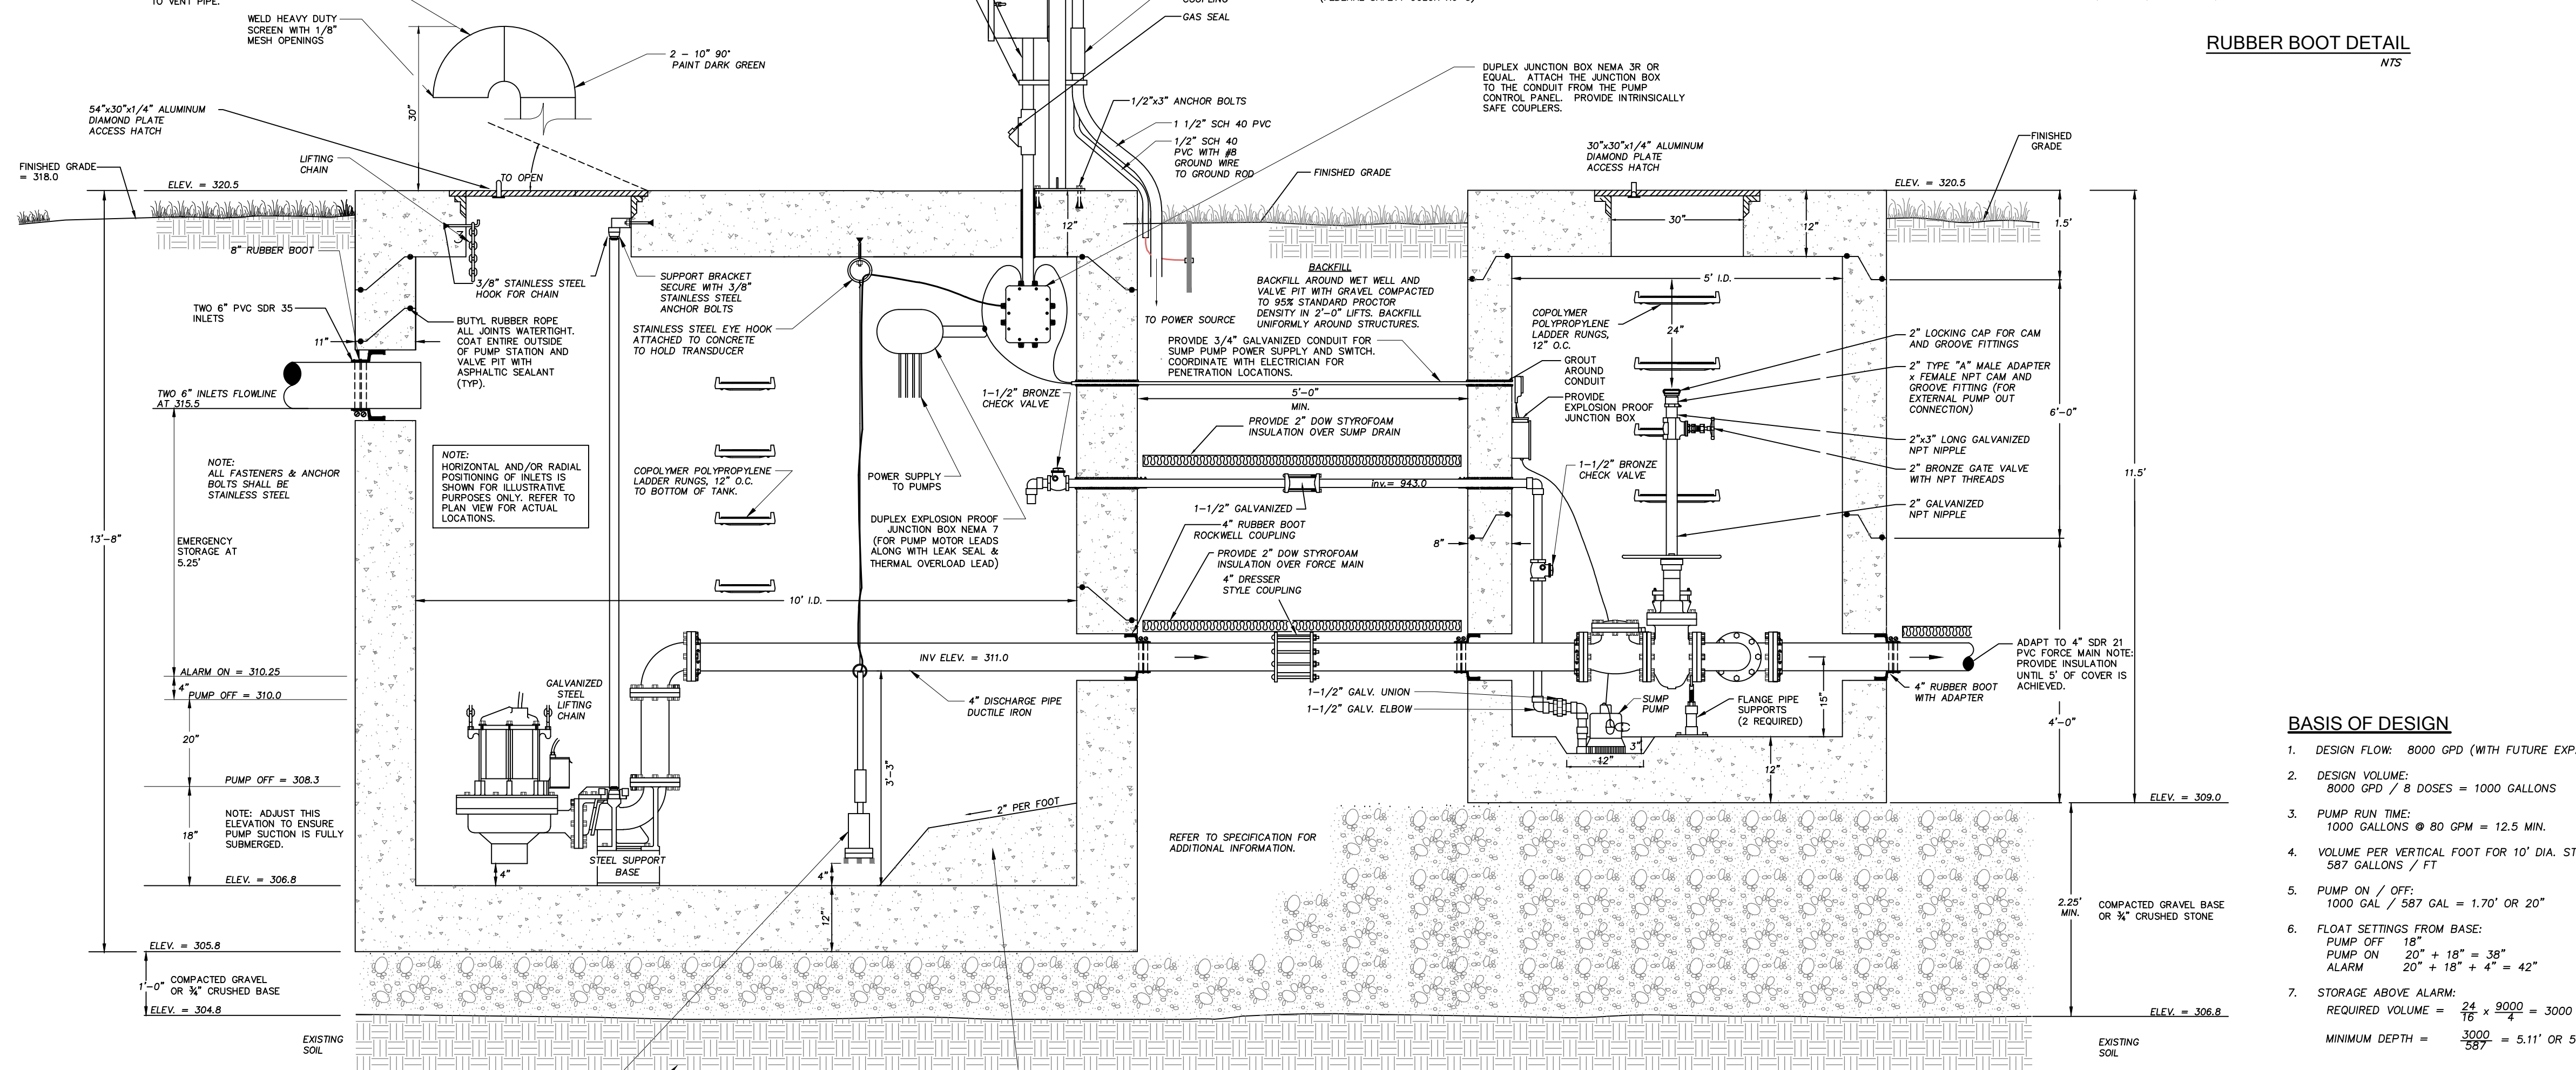 TO VENT PIPE.
WELD HEAVY DUTY
SCREEN WITH 1/8"
MESH OPENINGS
2 - 10" 90°
PAINT DARK GREEN
30"
54"x30"x1/4" ALUMINUM
DIAMOND PLATE
ACCESS HATCH
LIFTING
CHAIN
TO OPEN
FINISHED GRADE
= 318.0
ELEV. = 320.5
COUPLING
GAS SEAL
1/2"x3" ANCHOR BOLTS
1 1/2" SCH 40 PVC
1/2" SCH 40
PVC WITH #8
GROUND WIRE
TO GROUND ROD
FINISHED GRADE
DUPLEX JUNCTION BOX NEMA 3R OR
EQUAL. ATTACH THE JUNCTION BOX
TO THE CONDUIT FROM THE PUMP
CONTROL PANEL. PROVIDE INTRINSICALLY
SAFE COUPLERS.
RUBBER BOOT DETAIL
NTS
30"x30"x1/4" ALUMINUM
DIAMOND PLATE
ACCESS HATCH
FINISHED
GRADE
ELEV. = 320.5
30"
12"
12"
1.5'
8" RUBBER BOOT
3/8" STAINLESS STEEL
HOOK FOR CHAIN
SUPPORT BRACKET
SECURE WITH 3/8"
STAINLESS STEEL
ANCHOR BOLTS
TWO 6" PVC SDR 35
INLETS
11"
BUTYL RUBBER ROPE
ALL JOINTS WATERTIGHT.
COAT ENTIRE OUTSIDE
OF PUMP STATION AND
VALVE PIT WITH
ASPHALTIC SEALANT
(TYP).
STAINLESS STEEL EYE HOOK
ATTACHED TO CONCRETE
TO HOLD TRANSDUCER
TO POWER SOURCE
BACKFILL
BACKFILL AROUND WET WELL AND
VALVE PIT WITH GRAVEL COMPACTED
TO 95% STANDARD PROCTOR
DENSITY IN 2'-0" LIFTS. BACKFILL
UNIFORMLY AROUND STRUCTURES.
PROVIDE 3/4" GALVANIZED CONDUIT FOR
SUMP PUMP POWER SUPPLY AND SWITCH.
COORDINATE WITH ELECTRICIAN FOR
PENETRATION LOCATIONS.
5' I.D.
COPOLYMER
POLYPROPYLENE
LADDER RUNGS,
12" O.C.
24"
GROUT
AROUND
CONDUIT
PROVIDE
EXPLOSION PROOF
JUNCTION BOX
2" LOCKING CAP FOR CAM
AND GROOVE FITTINGS
2" TYPE "A" MALE ADAPTER
x FEMALE NPT CAM AND
GROOVE FITTING (FOR
EXTERNAL PUMP OUT
CONNECTION)
6'-0"
2"x3" LONG GALVANIZED
NPT NIPPLE
2" BRONZE GATE VALVE
WITH NPT THREADS
2" GALVANIZED
NPT NIPPLE
11.5'
TWO 6" INLETS FLOWLINE
AT 315.5
1-1/2" BRONZE
CHECK VALVE
5'-0"
MIN.
PROVIDE 2" DOW STYROFOAM
INSULATION OVER SUMP DRAIN
NOTE:
ALL FASTENERS & ANCHOR
BOLTS SHALL BE
STAINLESS STEEL
NOTE:
HORIZONTAL AND/OR RADIAL
POSITIONING OF INLETS IS
SHOWN FOR ILLUSTRATIVE
PURPOSES ONLY. REFER TO
PLAN VIEW FOR ACTUAL
LOCATIONS.
COPOLYMER POLYPROPYLENE
LADDER RUNGS, 12" O.C.
TO BOTTOM OF TANK.
POWER SUPPLY
TO PUMPS
inv.= 943.0
1-1/2" BRONZE
CHECK VALVE
13'-8"
EMERGENCY
STORAGE AT
5.25'
DUPLEX EXPLOSION PROOF
JUNCTION BOX NEMA 7
(FOR PUMP MOTOR LEADS
ALONG WITH LEAK SEAL &
THERMAL OVERLOAD LEAD)
1-1/2" GALVANIZED
4" RUBBER BOOT
ROCKWELL COUPLING
PROVIDE 2" DOW STYROFOAM
INSULATION OVER FORCE MAIN
4" DRESSER
STYLE COUPLING
8"
10' I.D.
INV ELEV. = 311.0
ALARM ON = 310.25
4"
PUMP OFF = 310.0
GALVANIZED
STEEL
LIFTING
CHAIN
4" DISCHARGE PIPE
DUCTILE IRON
1-1/2" GALV. UNION
1-1/2" GALV. ELBOW
SUMP
PUMP
FLANGE PIPE
SUPPORTS
(2 REQUIRED)
15"
4" RUBBER BOOT
WITH ADAPTER
ADAPT TO 4" SDR 21
PVC FORCE MAIN NOTE:
PROVIDE INSULATION
UNTIL 5' OF COVER IS
ACHIEVED.
4'-0"
20"
3"
12"
12"
PUMP OFF = 308.3
3'-3"
2" PER FOOT
18"
NOTE: ADJUST THIS
ELEVATION TO ENSURE
PUMP SUCTION IS FULLY
SUBMERGED.
STEEL SUPPORT
BASE
4"
4"
ELEV. = 306.8
REFER TO SPECIFICATION FOR
ADDITIONAL INFORMATION.
ELEV. = 309.0
12"
2.25'
MIN.
COMPACTED GRAVEL BASE
OR ¾" CRUSHED STONE
ELEV. = 305.8
1'-0"
COMPACTED GRAVEL
OR ¾" CRUSHED BASE
ELEV. = 304.8
ELEV. = 306.8
EXISTING
SOIL
EXISTING
SOIL
BASIS OF DESIGN
1. DESIGN FLOW: 8000 GPD (WITH FUTURE EXP
2. DESIGN VOLUME:
8000 GPD / 8 DOSES = 1000 GALLONS
3. PUMP RUN TIME:
1000 GALLONS @ 80 GPM = 12.5 MIN.
4. VOLUME PER VERTICAL FOOT FOR 10' DIA. ST
587 GALLONS / FT
5. PUMP ON / OFF:
1000 GAL / 587 GAL = 1.70' OR 20"
6. FLOAT SETTINGS FROM BASE:
PUMP OFF 18"
PUMP ON 20" + 18" = 38"
ALARM 20" + 18" + 4" = 42"
7. STORAGE ABOVE ALARM:
REQUIRED VOLUME = 24/16 x 9000/4 = 3000
MINIMUM DEPTH = 3000/587 = 5.11' OR 5